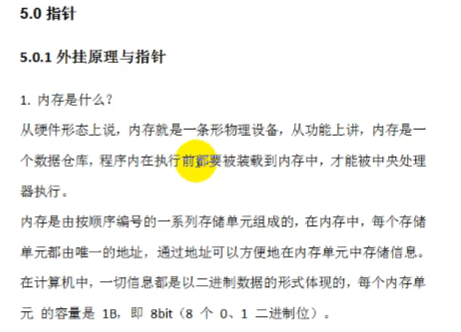 5.0 指针
5.0.1 外挂原理与指针
1. 内存是什么？
从硬件形态上说，内存就是一条形物理设备，从功能上讲，内存是一
个数据仓库，程序内在执行前都要被装载到内存中，才能被中央处理
器执行。
内存是由按顺序编号的一系列存储单元组成的，在内存中，每个存储
单元都由唯一的地址，通过地址可以方便地在内存单元中存储信息。
在计算机中，一切信息都是以二进制数据的形式体现的，每个内存单
元 的容量是 1B，即 8bit（8 个 0、1 二进制位）。